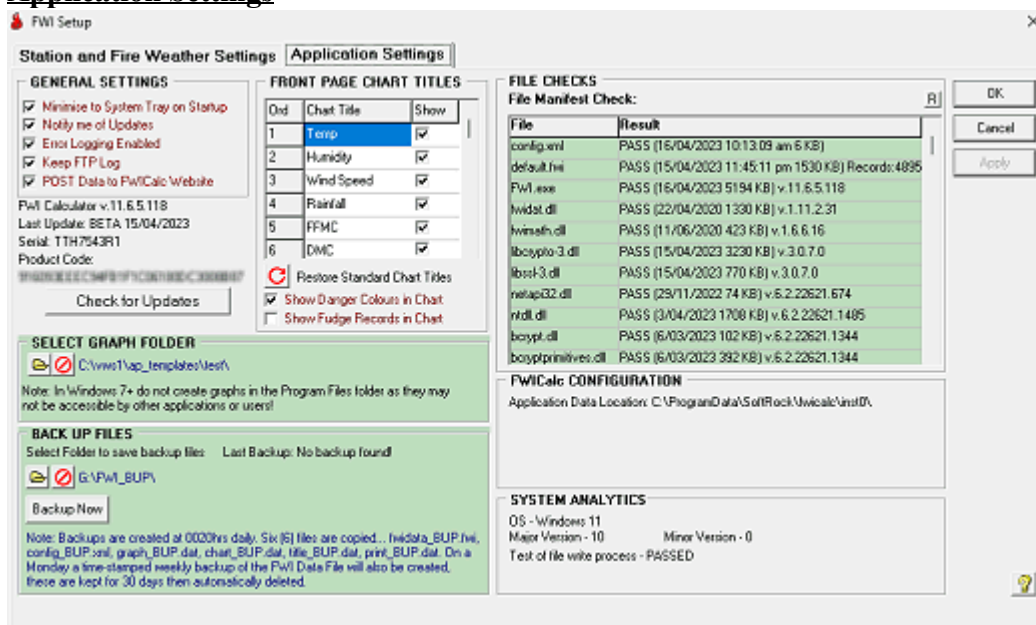 Application Settings
FWI Setup
Station and Fire Weather Settings
Application Settings
GENERAL SETTINGS
Minimise to System Tray on Startup
Notify me of Updates
Error Logging Enabled
Keep FTP Log
POST Data to FWICalc Website
FWI Calculator v.11.6.5.118
Last Update: BETA 15/04/2023
Serial: TTH7543R1
Product Code:
Check for Updates
FRONT PAGE CHART TITLES
Ord Chart Title Show
1 Temp
2 Humidity
3 Wind Speed
4 Rainfall
5 FFMC
6 DMC
Restore Standard Chart Titles
Show Danger Colours in Chart
Show Fudge Records in Chart
SELECT GRAPH FOLDER
C:\vws1\ap_templates\test\
Note: In Windows 7+ do not create graphs in the Program Files folder as they may
not be accessible by other applications or users!
BACK UP FILES
Select Folder to save backup files Last Backup: No backup found!
G:\FWI_BUP\
Backup Now
Note: Backups are created at 0020hrs daily. Six (6) files are copied... fwidata_BUP.fwi,
config_BUP.xml, graph_BUP.dat, chart_BUP.dat, title_BUP.dat, print_BUP.dat. On a
Monday a time-stamped weekly backup of the FWI Data File will also be created,
these are kept for 30 days then automatically deleted.
FILE CHECKS
File Manifest Check: R
File Result
config.xml PASS (16/04/2023 10:13:09 am 6 KB)
default.fwi PASS (15/04/2023 11:45:11 pm 1530 KB) Records:4895
FWI.exe PASS (16/04/2023 5194 KB) v.11.6.5.118
fwidat.dll PASS (22/04/2020 1330 KB) v.1.11.2.31
fwimath.dll PASS (11/06/2020 423 KB) v.1.6.6.16
libcrypto-3.dll PASS (15/04/2023 3230 KB) v.3.0.7.0
libssl-3.dll PASS (15/04/2023 770 KB) v.3.0.7.0
netapi32.dll PASS (29/11/2022 74 KB) v.6.2.22621.674
ntdll.dll PASS (3/04/2023 1708 KB) v.6.2.22621.1485
bcrypt.dll PASS (6/03/2023 102 KB) v.6.2.22621.1344
bcryptprimitives.dll PASS (6/03/2023 392 KB) v.6.2.22621.1344
FWICalc CONFIGURATION
Application Data Location: C:\ProgramData\SoftRock\fwicalc\inst0\
SYSTEM ANALYTICS
OS - Windows 11
Major Version - 10 Minor Version - 0
Test of file write process - PASSED
OK
Cancel
Apply